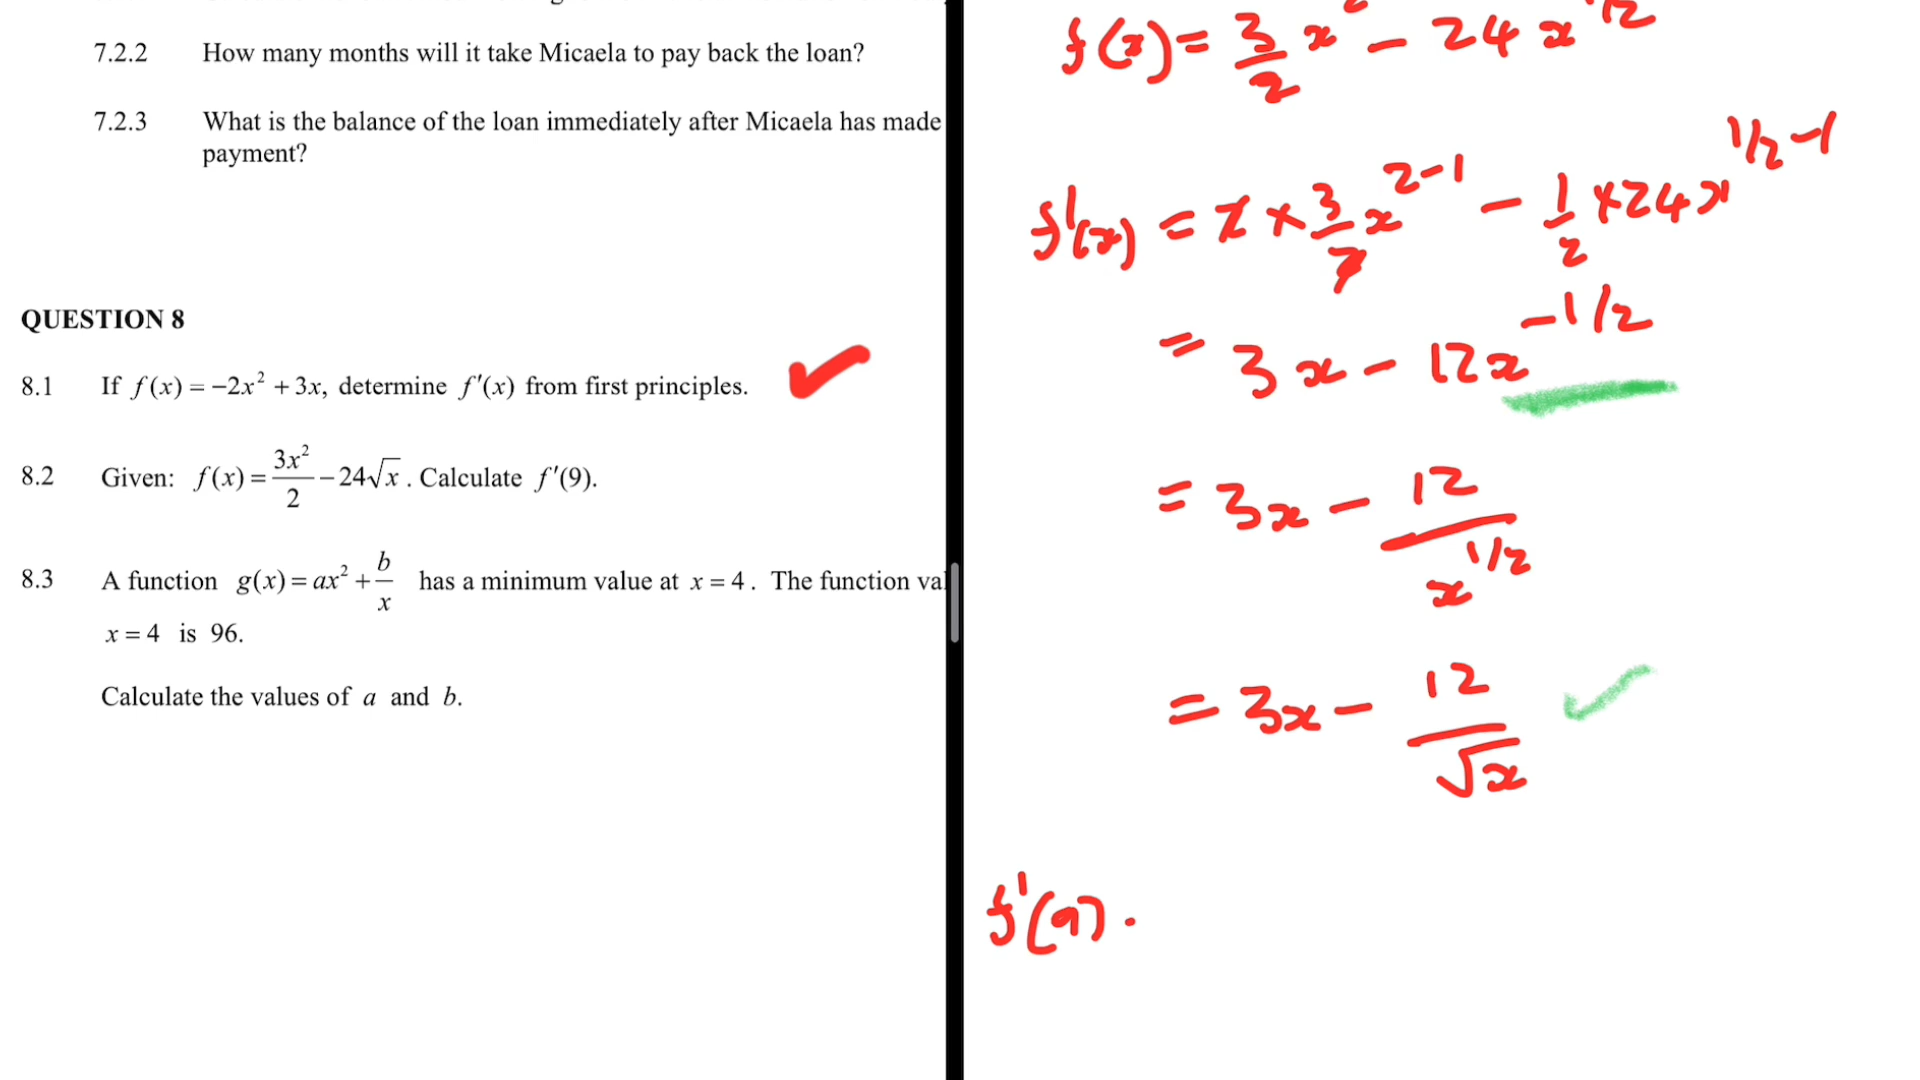 7.2.2 How many months will it take Micaela to pay back the loan?
7.2.3 What is the balance of the loan immediately after Micaela has made
payment?
QUESTION 8
8.1 If f(x) = −2x² + 3x, determine f′(x) from first principles.
8.2 Given: f(x) = 3x²/2 − 24√x. Calculate f′(9).
8.3 A function g(x) = ax² + b/x has a minimum value at x = 4. The function
x = 4 is 96.
Calculate the values of a and b.
f(x) = 3/2 x² − 24x^1/2
f'(x) = 2 × 3/2 x^2−1 − 1/2 × 24x^1/2−1
= 3x − 12x^−1/2
= 3x − 12/x^1/2
= 3x − 12/√x
f'(9) .